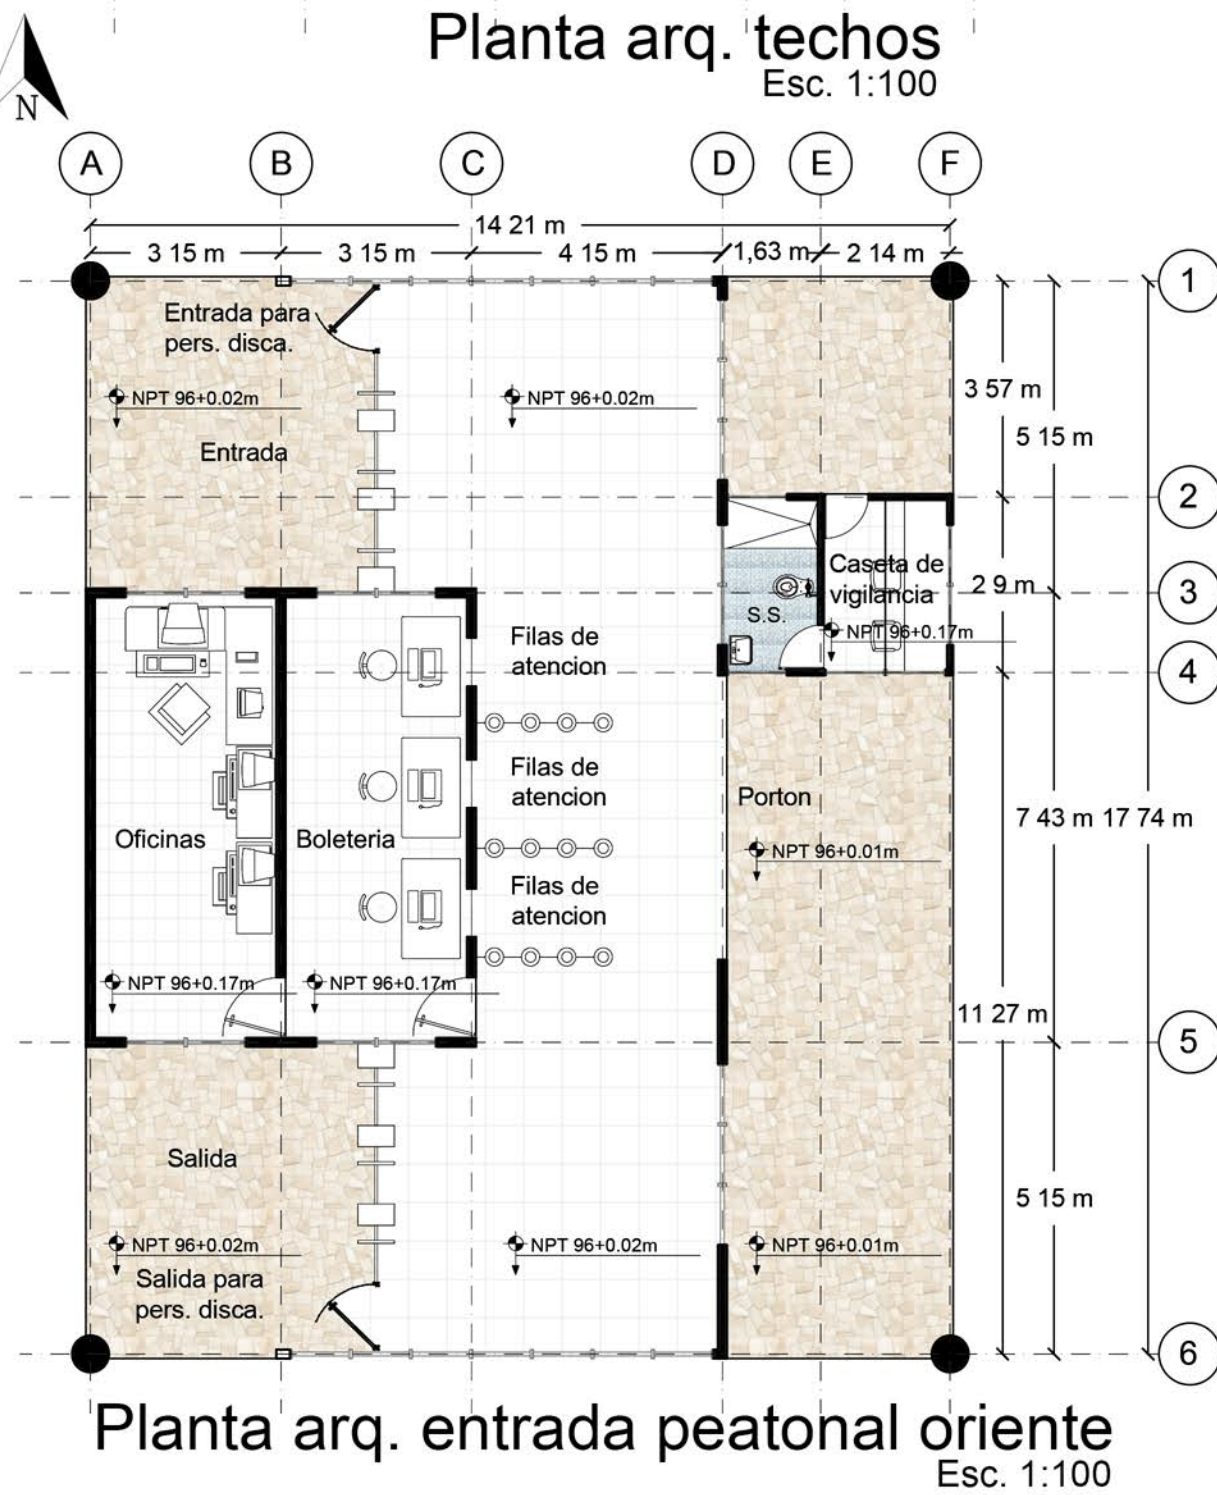 Planta arq. techos
Esc. 1:100
N
A B C D E F
14 21 m
3 15 m 3 15 m 4 15 m 1,63 m 2 14 m
1
Entrada para
pers. disca.
NPT 96+0.02m NPT 96+0.02m
3 57 m
5 15 m
Entrada
2
Caseta de
vigilancia
2 9 m
3
S.S.
NPT 96+0.17m
Filas de
atencion
4
Filas de
atencion
Porton
7 43 m 17 74 m
Oficinas
Boleteria
NPT 96+0.01m
Filas de
atencion
NPT 96+0.17m NPT 96+0.17m
11 27 m
5
Salida
5 15 m
NPT 96+0.02m NPT 96+0.02m NPT 96+0.01m
Salida para
pers. disca.
6
Planta arq. entrada peatonal oriente
Esc. 1:100